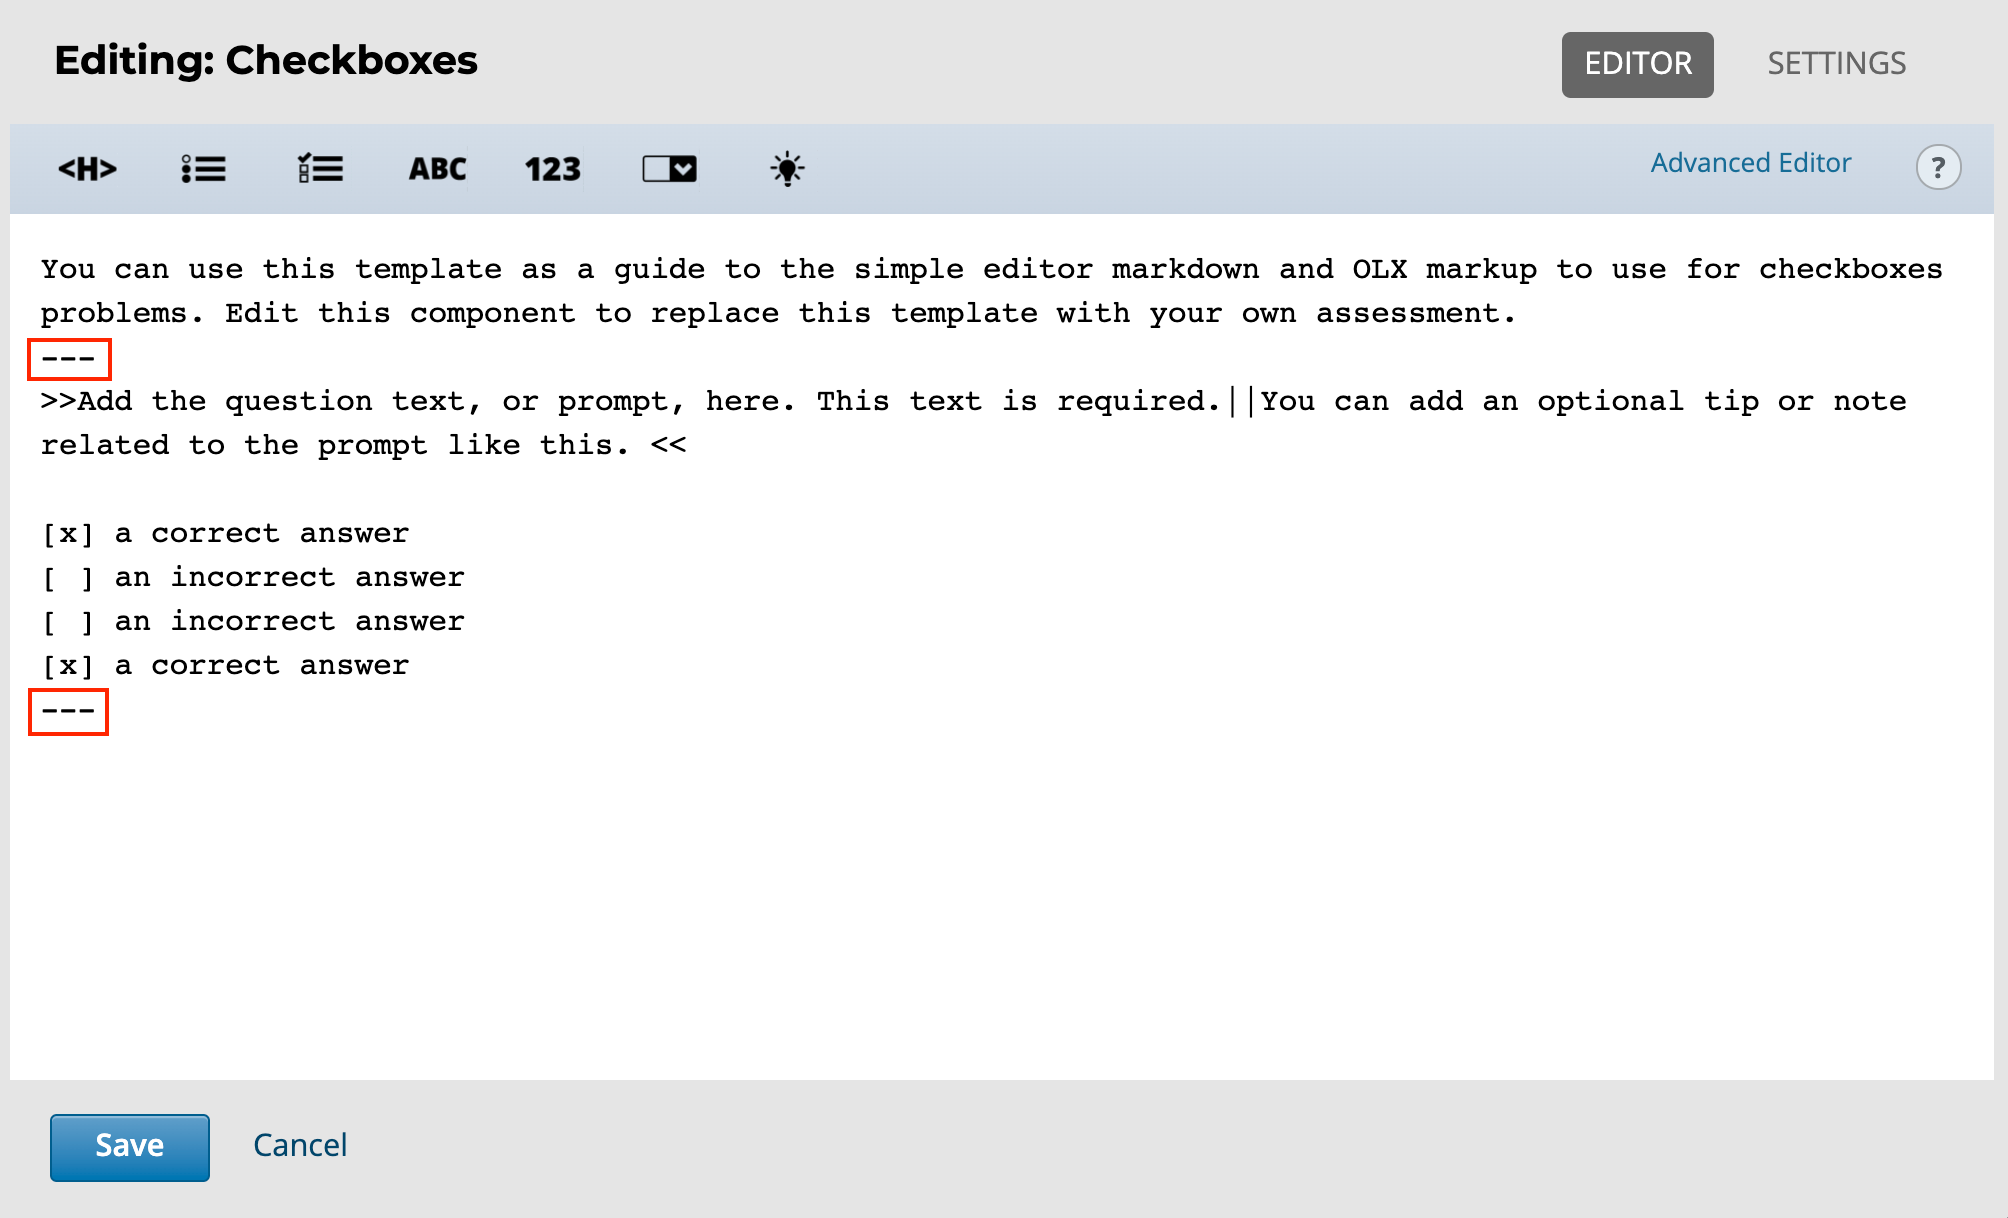 Editing: Checkboxes
EDITOR
SETTINGS
<H>
ABC
123
Advanced Editor
?
You can use this template as a guide to the simple editor markdown and OLX markup to use for checkboxes
problems. Edit this component to replace this template with your own assessment.
---
>>Add the question text, or prompt, here. This text is required.||You can add an optional tip or note
related to the prompt like this. <<
[x] a correct answer
[ ] an incorrect answer
[ ] an incorrect answer
[x] a correct answer
---
Save
Cancel